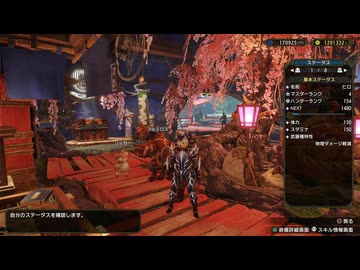 170925
1291332
ステータス
1 / 8
基本ステータス
名前 ヒロ
マスターランク
ハンターランク 154
NEXT 1480
体力 150
スタミナ 150
武器種特性
物理ダメージ軽減
自分のステータスを確認します。
戻る
装備詳細画面 スキル情報画面